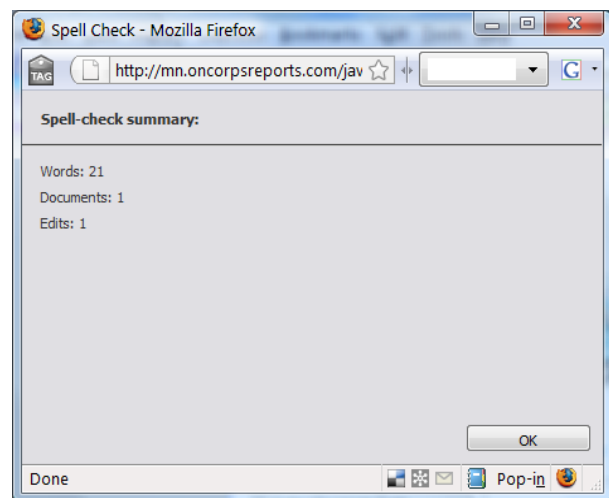 Spell Check - Mozilla Firefox
TAG http://mn.oncorpsreports.com/jav G
Spell-check summary:
Words: 21
Documents: 1
Edits: 1
OK
Done Pop-in